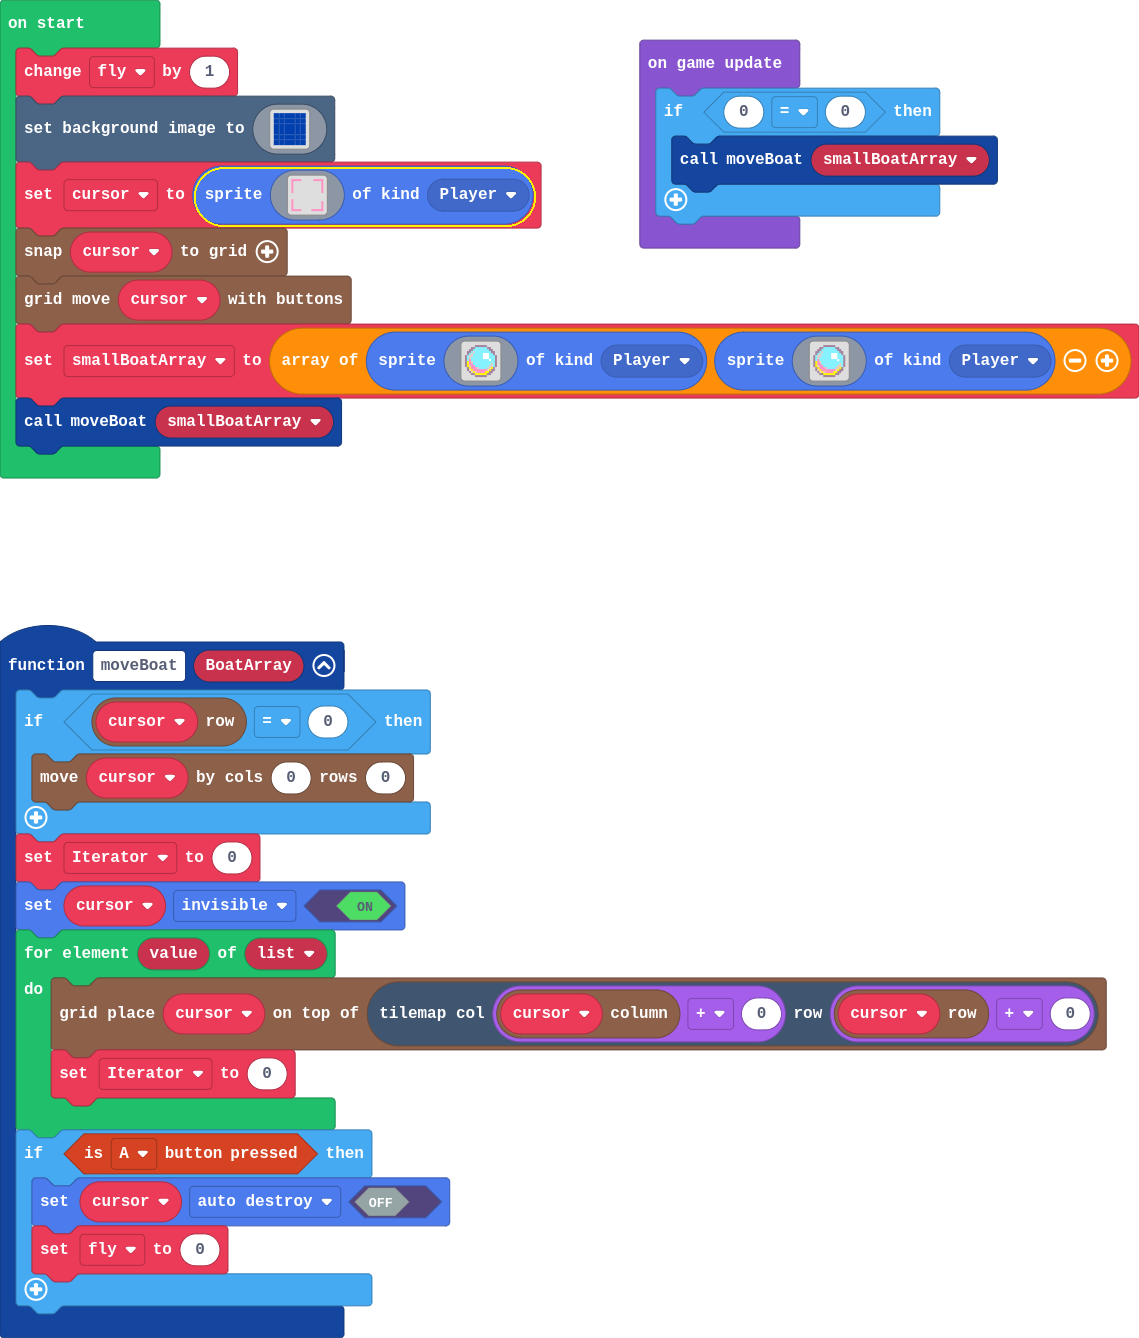 on start
change fly by 1
set background image to
set cursor to sprite of kind Player
snap cursor to grid
grid move cursor with buttons
set smallBoatArray to array of sprite of kind Player sprite of kind Player
call moveBoat smallBoatArray
on game update
if 0 = 0 then
call moveBoat smallBoatArray
function moveBoat BoatArray
if cursor row = 0 then
move cursor by cols 0 rows 0
set Iterator to 0
set cursor invisible ON
for element value of list
do
grid place cursor on top of tilemap col cursor column + 0 row cursor row + 0
set Iterator to 0
if is A button pressed then
set cursor auto destroy OFF
set fly to 0